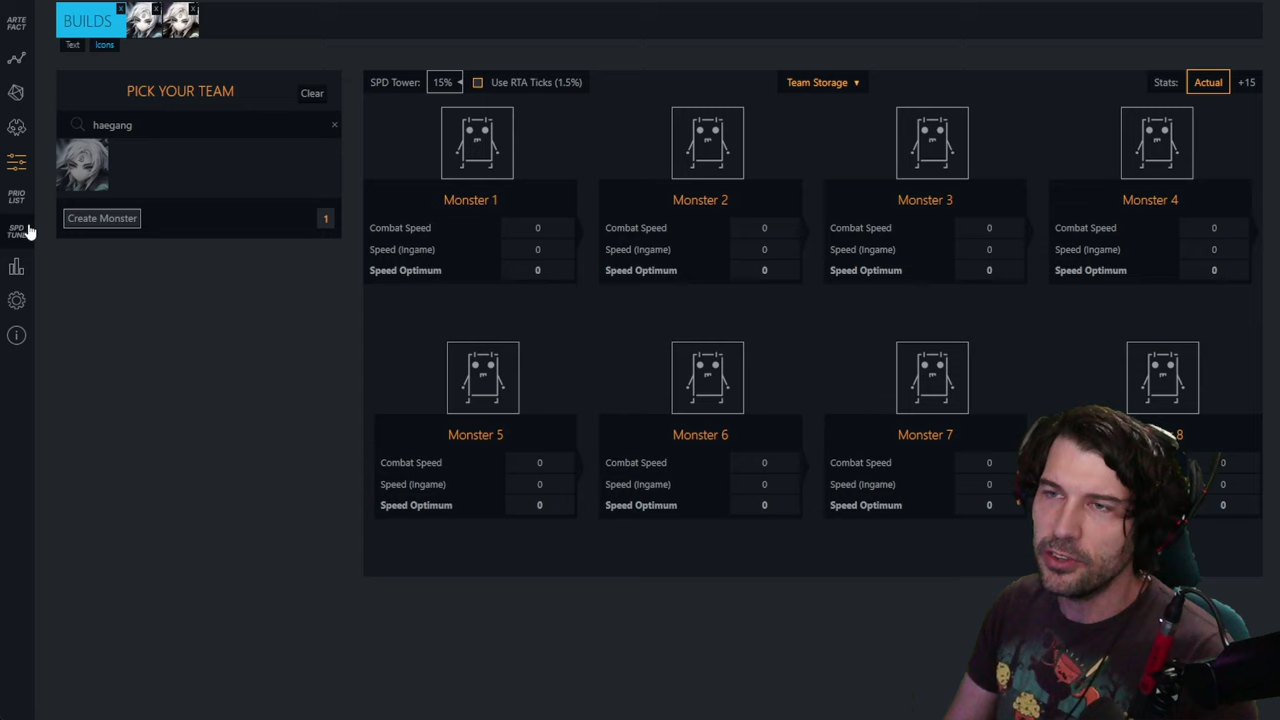 ARTE
FACT
PRIO
LIST
SPD
TUNE
BUILDS
x
x
x
Text
Icons
PICK YOUR TEAM
Clear
haegang
×
Create Monster
1
SPD Tower:
15%
Use RTA Ticks (1.5%)
Team Storage ▾
Stats:
Actual
+15
Monster 1
Combat Speed 0
Speed (Ingame) 0
Speed Optimum 0
Monster 2
Combat Speed 0
Speed (Ingame) 0
Speed Optimum 0
Monster 3
Combat Speed 0
Speed (Ingame) 0
Speed Optimum 0
Monster 4
Combat Speed 0
Speed (Ingame) 0
Speed Optimum 0
Monster 5
Combat Speed 0
Speed (Ingame) 0
Speed Optimum 0
Monster 6
Combat Speed 0
Speed (Ingame) 0
Speed Optimum 0
Monster 7
Combat Speed 0
Speed (Ingame) 0
Speed Optimum 0
8
0
0
0